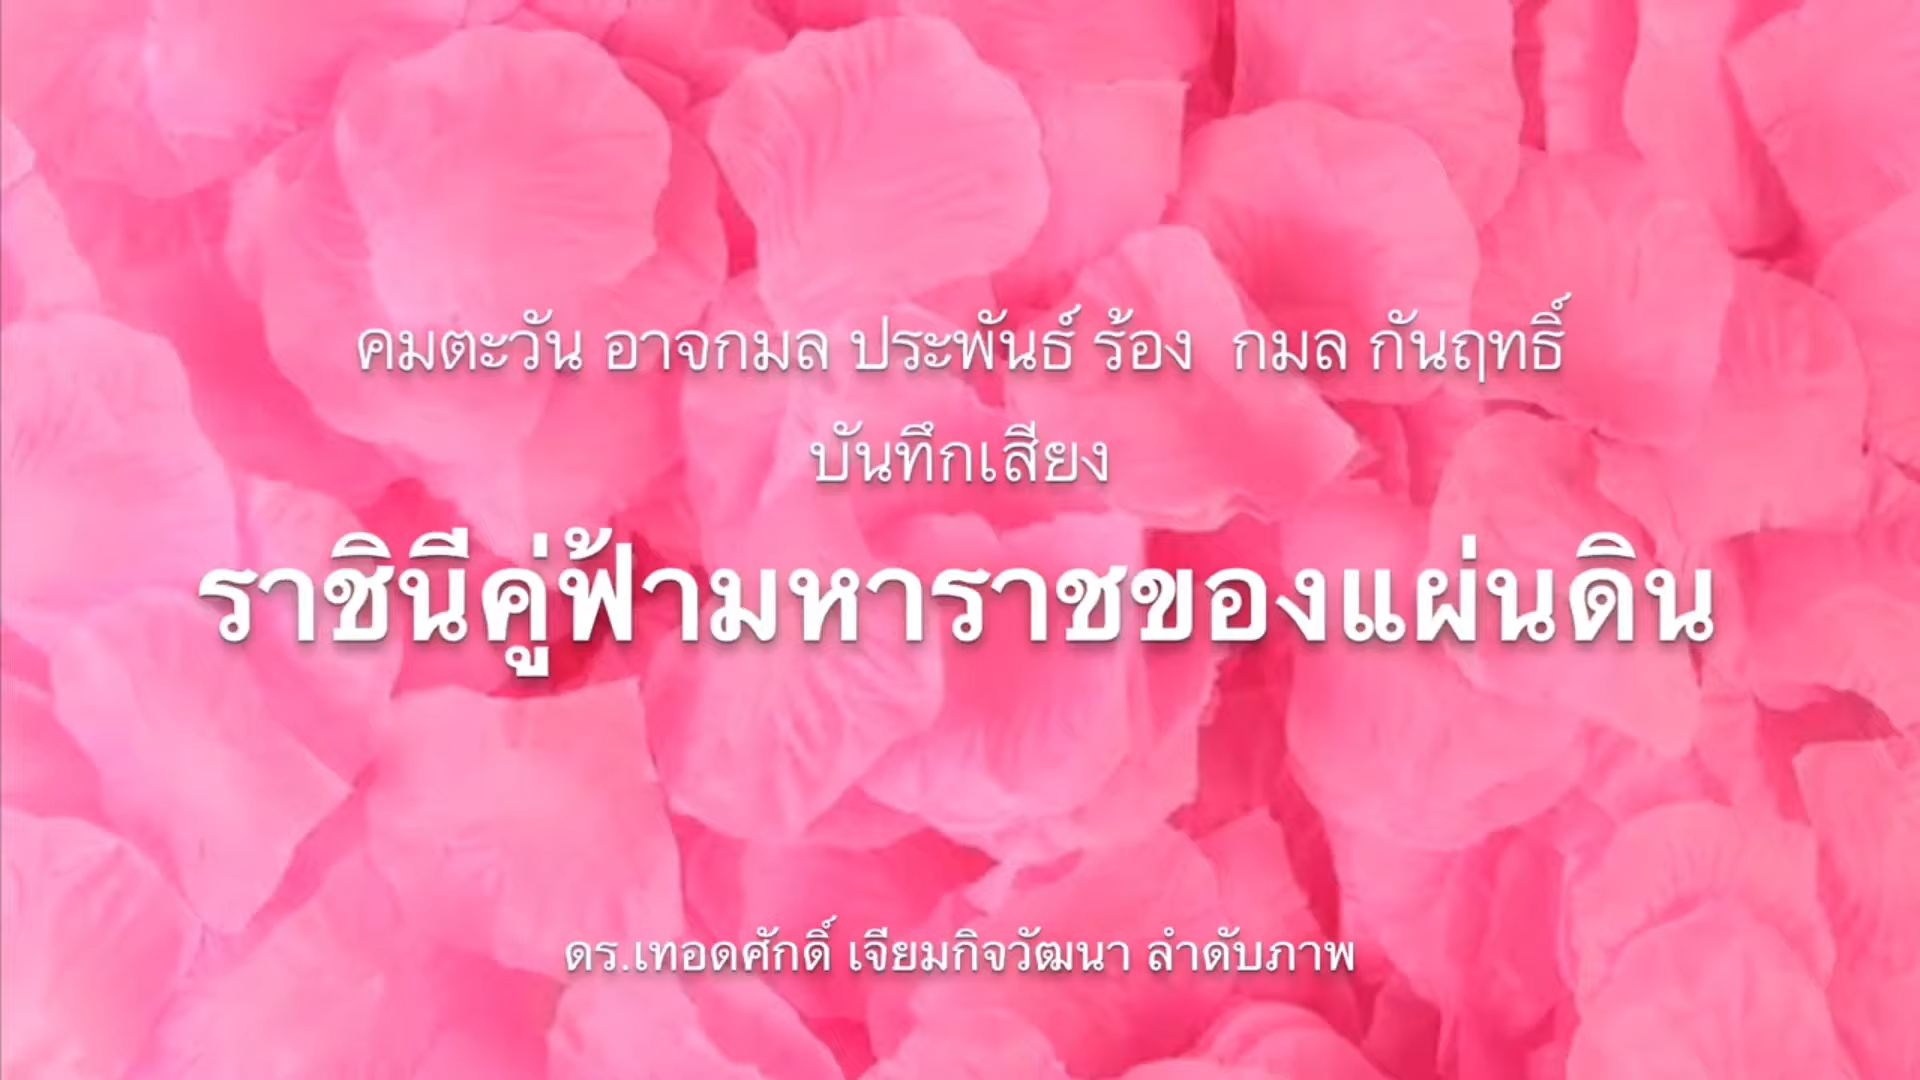 คมตะวัน อาจกมล ประพันธ์ ร้อง  กมล กันฤทธิ์
บันทึกเสียง
ราชินีคู่ฟ้ามหาราชของแผ่นดิน
ดร.เทอดศักดิ์ เจียมกิจวัฒนา ลำดับภาพ